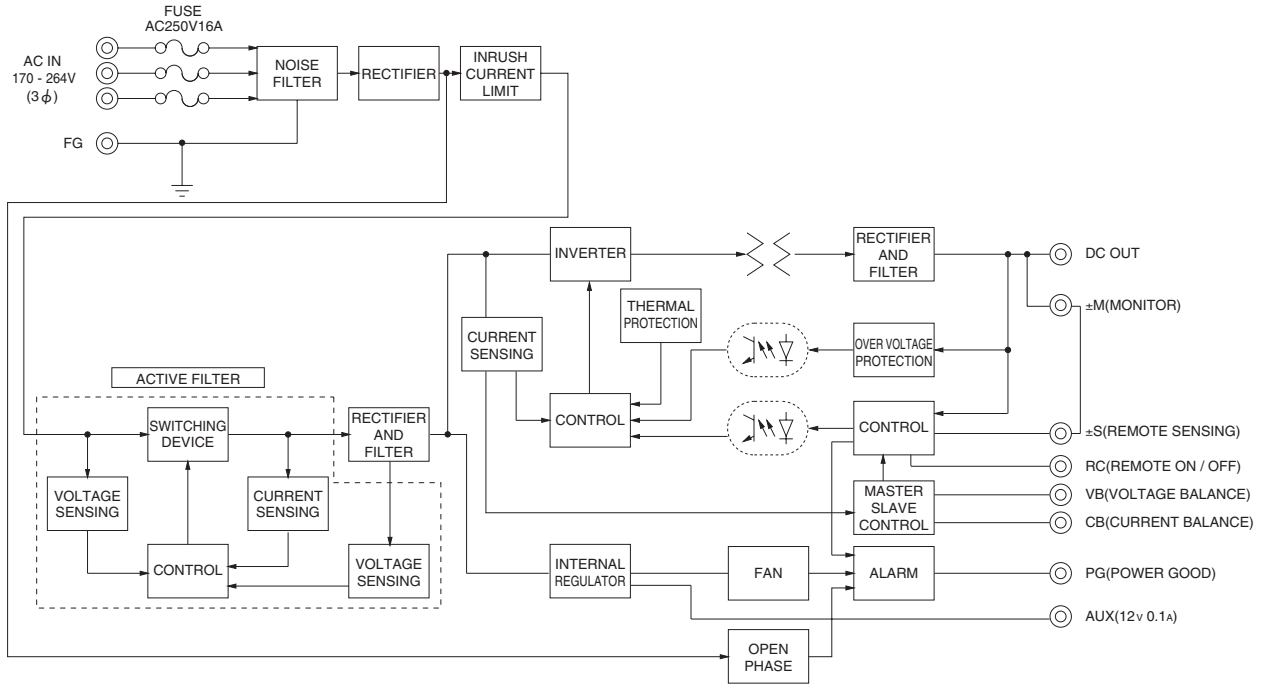 FUSE
AC250V16A
AC IN
170 - 264V
(3ϕ)
NOISE
FILTER
RECTIFIER
INRUSH
CURRENT
LIMIT
FG
INVERTER
RECTIFIER
AND
FILTER
DC OUT
THERMAL
PROTECTION
±M(MONITOR)
CURRENT
SENSING
OVER VOLTAGE
PROTECTION
ACTIVE FILTER
SWITCHING
DEVICE
RECTIFIER
AND
FILTER
CONTROL
CONTROL
±S(REMOTE SENSING)
RC(REMOTE ON / OFF)
VOLTAGE
SENSING
CURRENT
SENSING
MASTER
SLAVE
CONTROL
VB(VOLTAGE BALANCE)
CB(CURRENT BALANCE)
CONTROL
VOLTAGE
SENSING
INTERNAL
REGULATOR
FAN
ALARM
PG(POWER GOOD)
AUX(12V 0.1A)
OPEN
PHASE